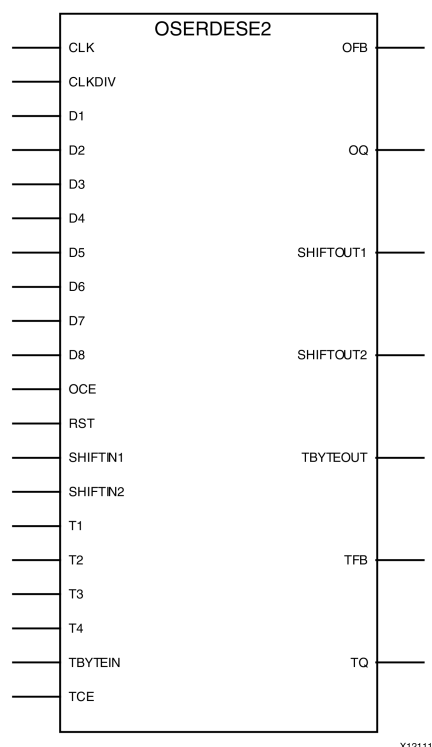 OSERDESE2
CLK
OFB
CLKDIV
D1
D2
OQ
D3
D4
D5
SHIFTOUT1
D6
D7
D8
SHIFTOUT2
OCE
RST
SHIFTIN1
TBYTEOUT
SHIFTIN2
T1
T2
TFB
T3
T4
TBYTEIN
TQ
TCE
X12111